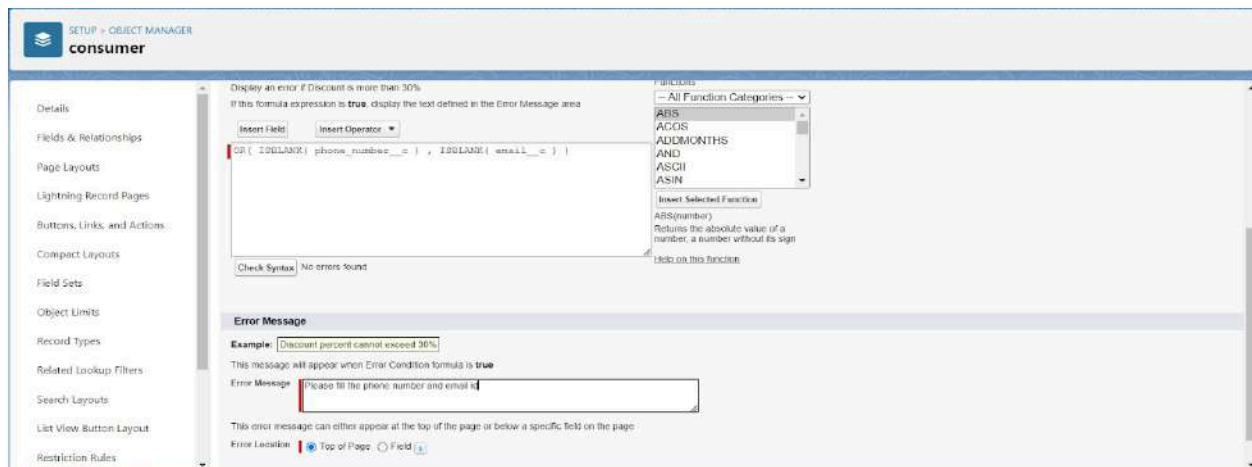 SETUP > OBJECT MANAGER
consumer
Details
Fields & Relationships
Page Layouts
Lightning Record Pages
Buttons, Links, and Actions
Compact Layouts
Field Sets
Object Limits
Record Types
Related Lookup Filters
Search Layouts
List View Button Layout
Restriction Rules
Display an error if Discount is more than 30%
If this formula expression is true, display the text defined in the Error Message area
Insert Field
Insert Operator
OR( ISBLANK( phone_number__c ) , ISBLANK( email__c ) )
Check Syntax No errors found
Functions
-- All Function Categories --
ABS
ACOS
ADDMONTHS
AND
ASCII
ASIN
Insert Selected Function
ABS(number)
Returns the absolute value of a
number, a number without its sign
Help on this function
Error Message
Example: Discount percent cannot exceed 30%
This message will appear when Error Condition formula is true
Error Message Please fill the phone number and email id
This error message can either appear at the top of the page or below a specific field on the page
Error Location Top of Page Field i